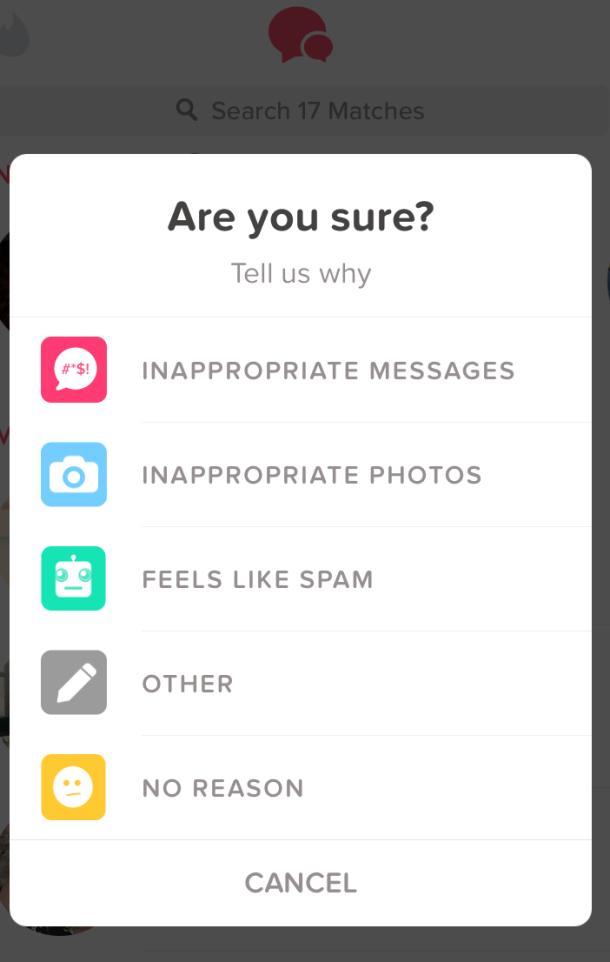 Search 17 Matches
Are you sure?
Tell us why
#*$!
INAPPROPRIATE MESSAGES
INAPPROPRIATE PHOTOS
FEELS LIKE SPAM
OTHER
NO REASON
CANCEL